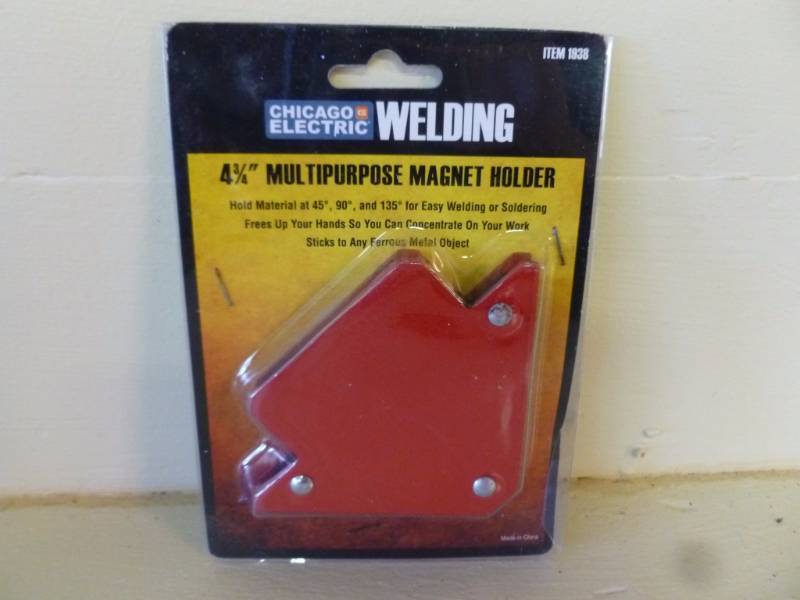 ITEM 1938
CHICAGO ELECTRIC WELDING
4¾" MULTIPURPOSE MAGNET HOLDER
Hold Material at 45°, 90°, and 135° for Easy Welding or Soldering
Frees Up Your Hands So You Can Concentrate On Your Work
Sticks to Any Ferrous Metal Object
Made in China